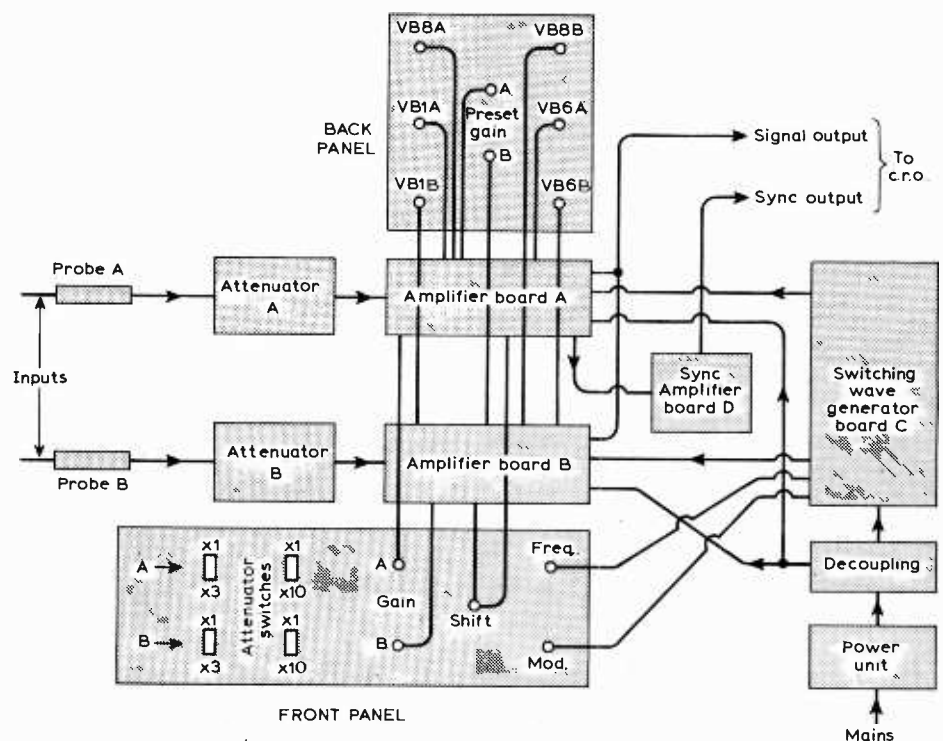 VB8A
VB8B
A
VB1A
Preset
gain
VB6A
BACK
PANEL
B
VB1B
VB6B
Signal output
Sync output
To
c.r.o.
Probe A
Attenuator
A
Amplifier board A
Inputs
Sync
Amplifier
board D
Switching
wave
generator
board C
Probe B
Attenuator
B
Amplifier board B
A
x1
x3
x1
x10
Attenuator
switches
B
x1
x3
x1
x10
A
Gain
B
Shift
Freq.
Mod.
Decoupling
Power
unit
Mains
FRONT PANEL